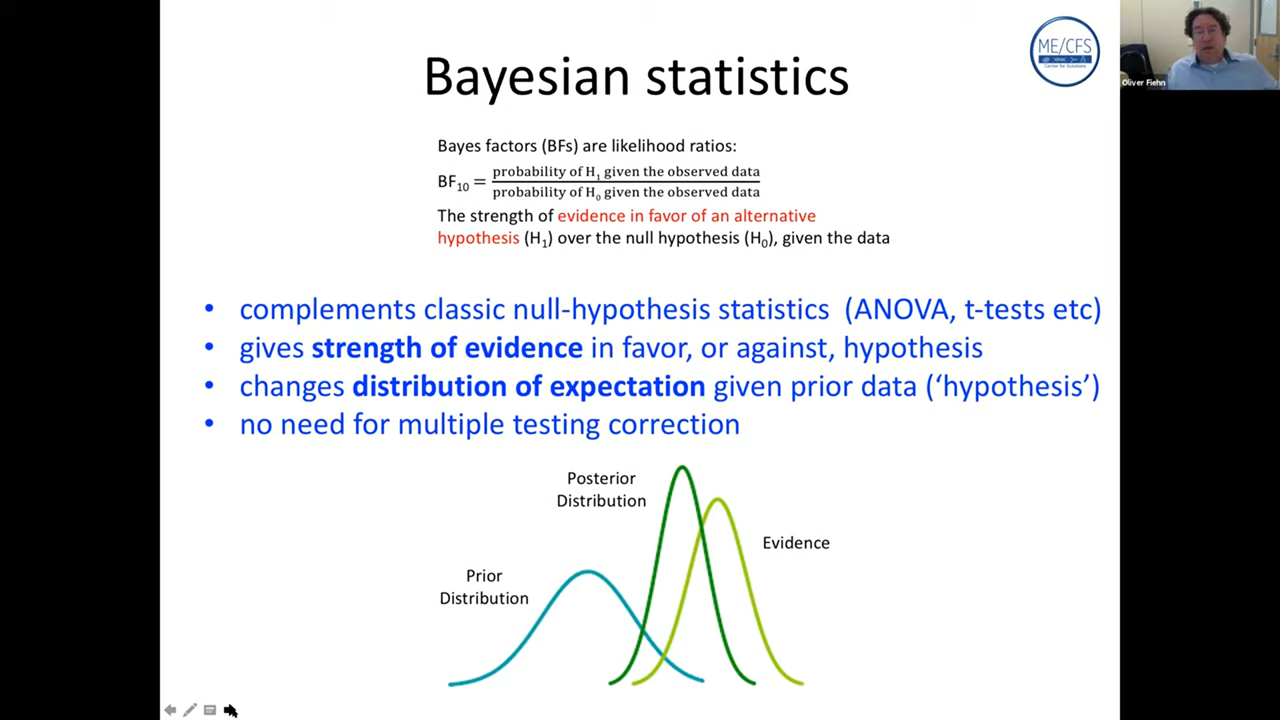 Bayesian statistics
ME/CFS
Center for Solutions
Oliver Fiehn
Bayes factors (BFs) are likelihood ratios:
BF10 = probability of H1 given the observed data
probability of H0 given the observed data
The strength of evidence in favor of an alternative
hypothesis (H1) over the null hypothesis (H0), given the data
• complements classic null-hypothesis statistics (ANOVA, t-tests etc)
• gives strength of evidence in favor, or against, hypothesis
• changes distribution of expectation given prior data (‘hypothesis’)
• no need for multiple testing correction
Posterior
Distribution
Evidence
Prior
Distribution